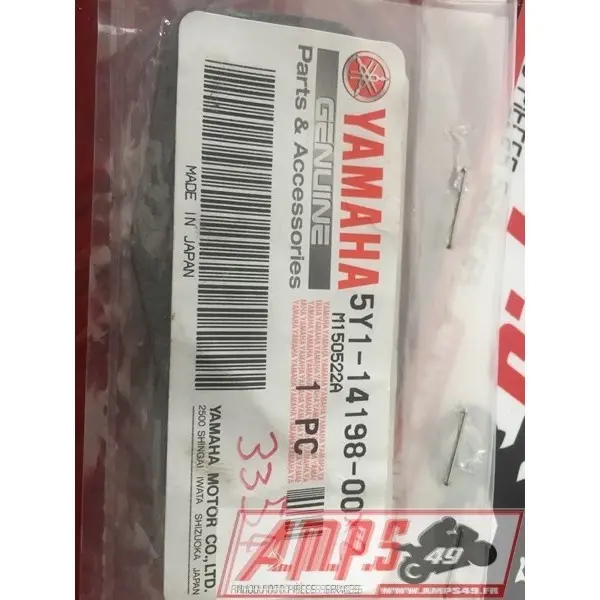 YAMAHA
GENUINE
Parts & Accessories
5Y1-14198-00
M150522A
1 PC
MADE IN JAPAN
YAMAHA MOTOR CO., LTD.
2500 SHINGAI IWATA SHIZUOKA JAPAN
A.M.P.S
49
WWW.AMPS49.FR